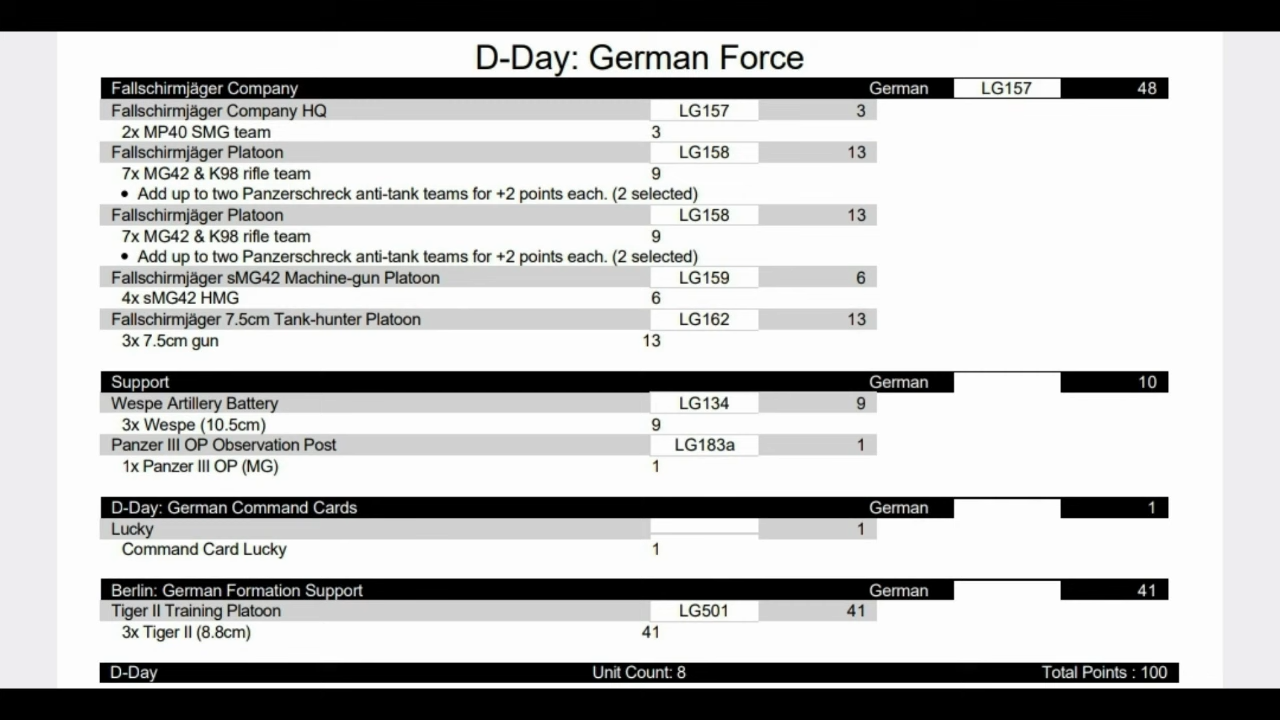 D-Day: German Force
Fallschirmjäger Company German LG157 48
Fallschirmjäger Company HQ LG157 3
2x MP40 SMG team 3
Fallschirmjäger Platoon LG158 13
7x MG42 & K98 rifle team 9
• Add up to two Panzerschreck anti-tank teams for +2 points each. (2 selected)
Fallschirmjäger Platoon LG158 13
7x MG42 & K98 rifle team 9
• Add up to two Panzerschreck anti-tank teams for +2 points each. (2 selected)
Fallschirmjäger sMG42 Machine-gun Platoon LG159 6
4x sMG42 HMG 6
Fallschirmjäger 7.5cm Tank-hunter Platoon LG162 13
3x 7.5cm gun 13
Support German 10
Wespe Artillery Battery LG134 9
3x Wespe (10.5cm) 9
Panzer III OP Observation Post LG183a 1
1x Panzer III OP (MG) 1
D-Day: German Command Cards German 1
Lucky 1
Command Card Lucky 1
Berlin: German Formation Support German 41
Tiger II Training Platoon LG501 41
3x Tiger II (8.8cm) 41
D-Day Unit Count: 8 Total Points : 100